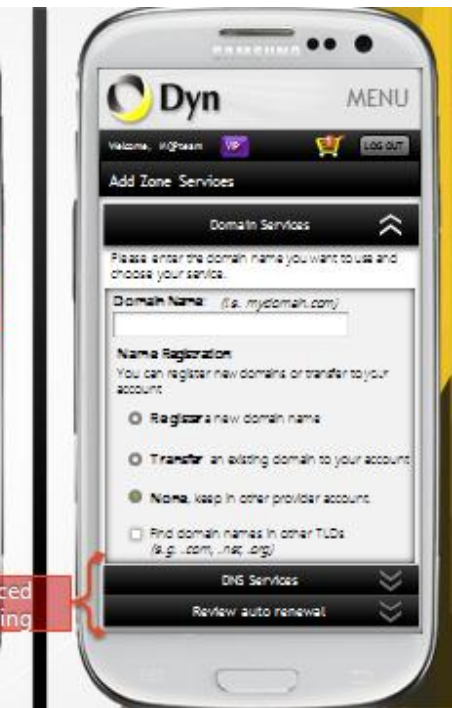 SAMSUNG
Dyn
MENU
Welcome,
VIP
LOG OUT
Add Zone Services
Domain Services
Please enter the domain name you want to use and
choose your service.
Domain Name: (i.e. mydomain.com)
Name Registration
You can register new domains or transfer to your
account
Register a new domain name
Transfer an existing domain to your account
None, keep in other provider account.
Find domain names in other TLDs
(e.g. .com, .net, .org)
DNS Services
Review auto renewal
ced
ing